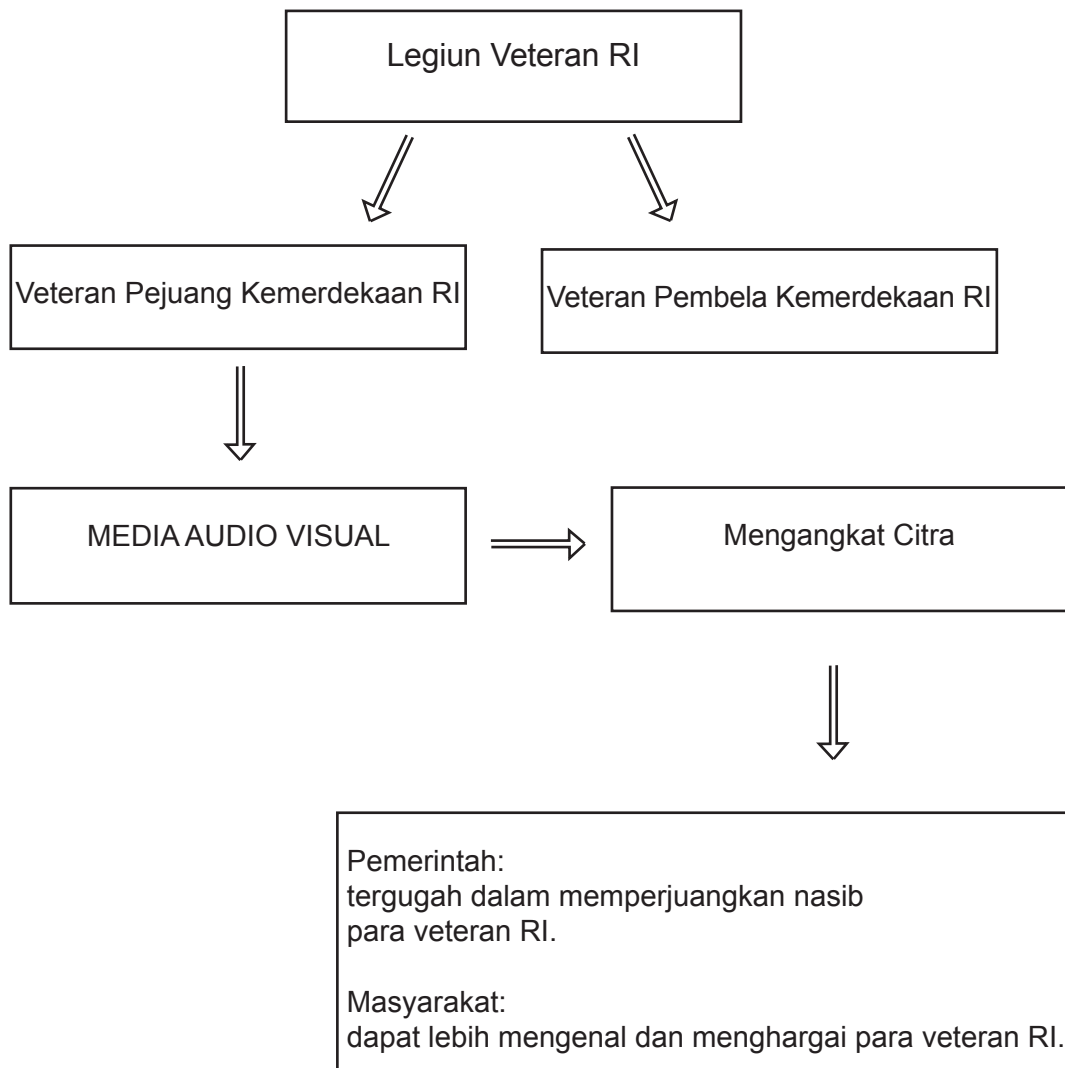 Legiun Veteran RI
Veteran Pejuang Kemerdekaan RI
Veteran Pembela Kemerdekaan RI
MEDIA AUDIO VISUAL
Mengangkat Citra
Pemerintah:
tergugah dalam memperjuangkan nasib
para veteran RI.
Masyarakat:
dapat lebih mengenal dan menghargai para veteran RI.